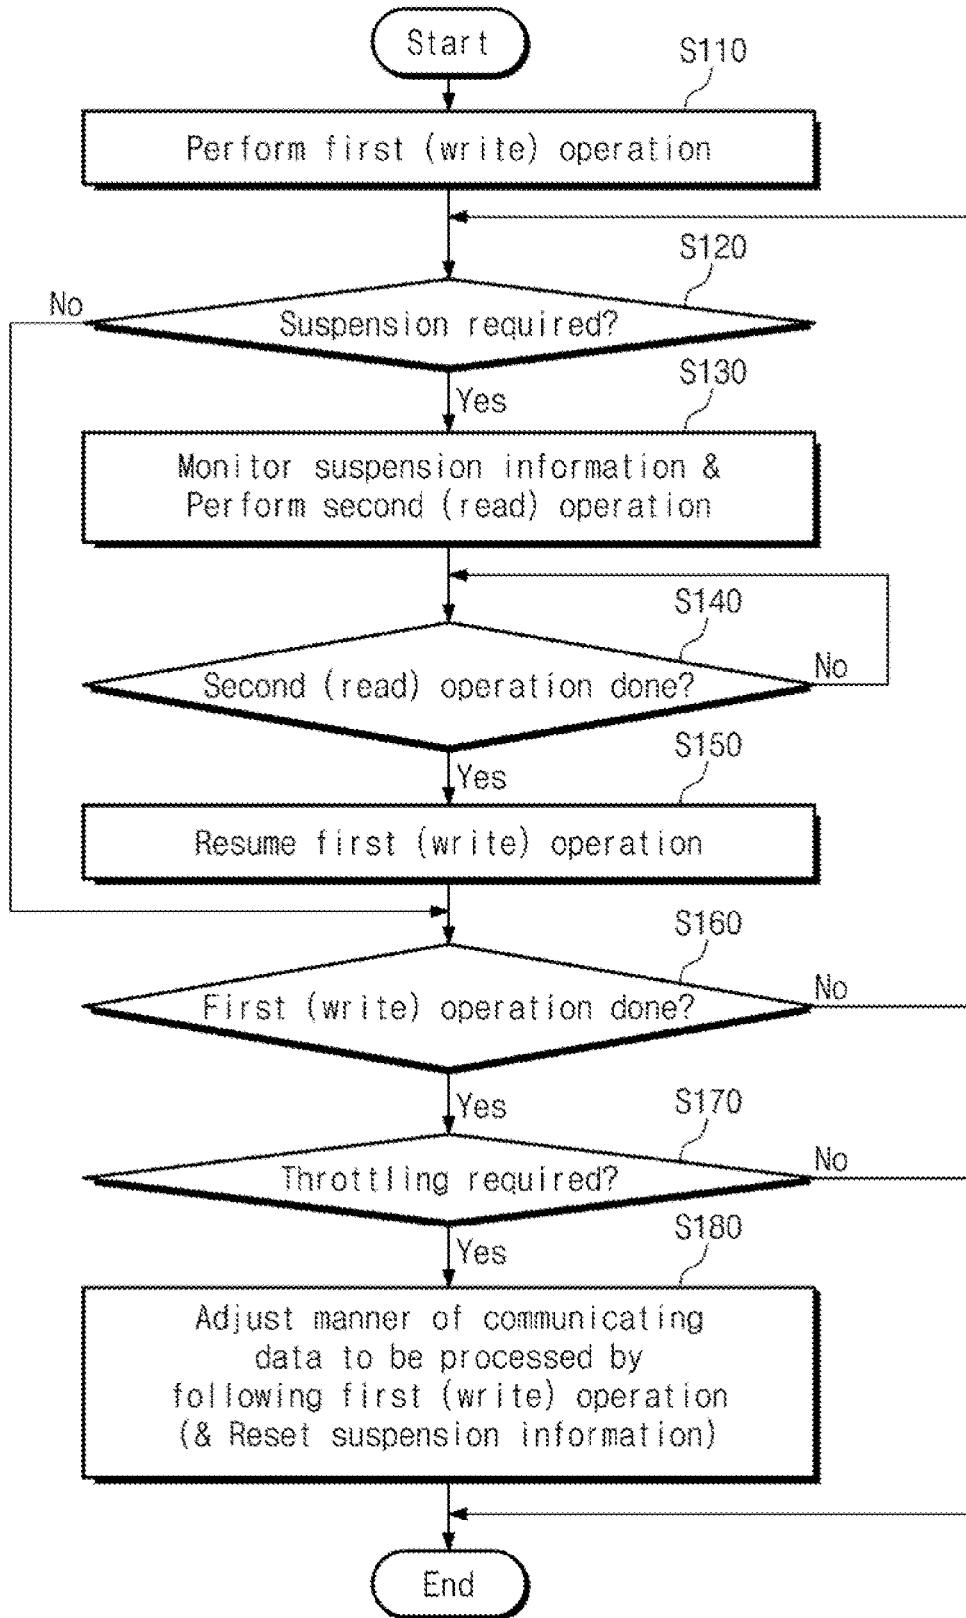 Start
S110
Perform first (write) operation
S120
No
Suspension required?
Yes
S130
Monitor suspension information &
Perform second (read) operation
S140
No
Second (read) operation done?
Yes
S150
Resume first (write) operation
S160
No
First (write) operation done?
Yes
S170
No
Throttling required?
Yes
S180
Adjust manner of communicating
data to be processed by
following first (write) operation
(& Reset suspension information)
End